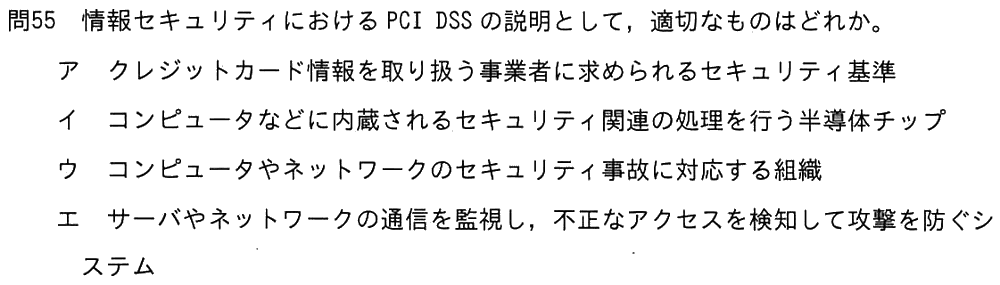 問55 情報セキュリティにおける PCI DSS の説明として，適切なものはどれか。
ア クレジットカード情報を取り扱う事業者に求められるセキュリティ基準
イ コンピュータなどに内蔵されるセキュリティ関連の処理を行う半導体チップ
ウ コンピュータやネットワークのセキュリティ事故に対応する組織
エ サーバやネットワークの通信を監視し，不正なアクセスを検知して攻撃を防ぐシ
ステム